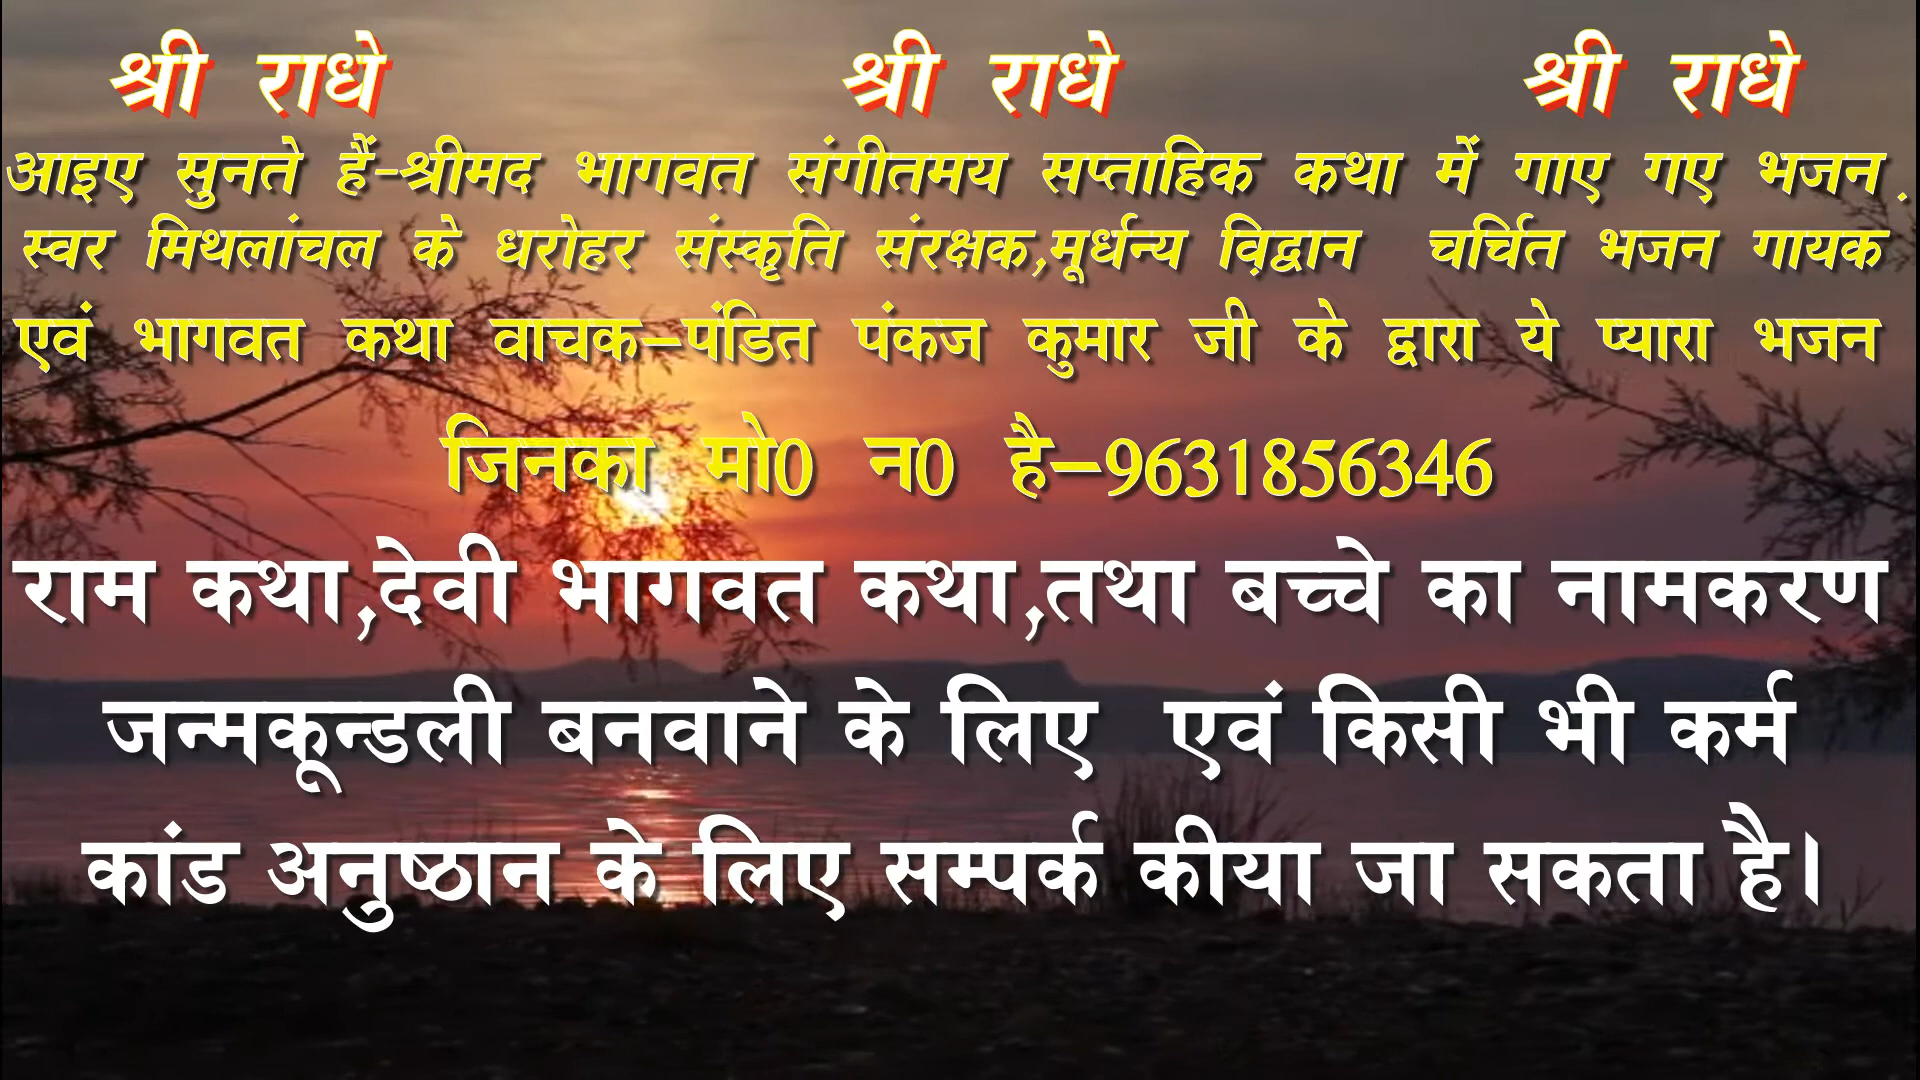 श्री राधे श्री राधे श्री राधे
आइए सुनते हैं-श्रीमद भागवत संगीतमय सप्ताहिक कथा में गाए गए भजन .
स्वर मिथलांचल के धरोहर संस्कृति संरक्षक,मूर्धन्य विद्वान चर्चित भजन गायक
एवं भागवत कथा वाचक-पंडित पंकज कुमार जी के द्वारा ये प्यारा भजन
जिनका मो0 न0 है-9631856346
राम कथा,देवी भागवत कथा,तथा बच्चे का नामकरण
जन्मकून्डली बनवाने के लिए एवं किसी भी कर्म
कांड अनुष्ठान के लिए सम्पर्क कीया जा सकता है।